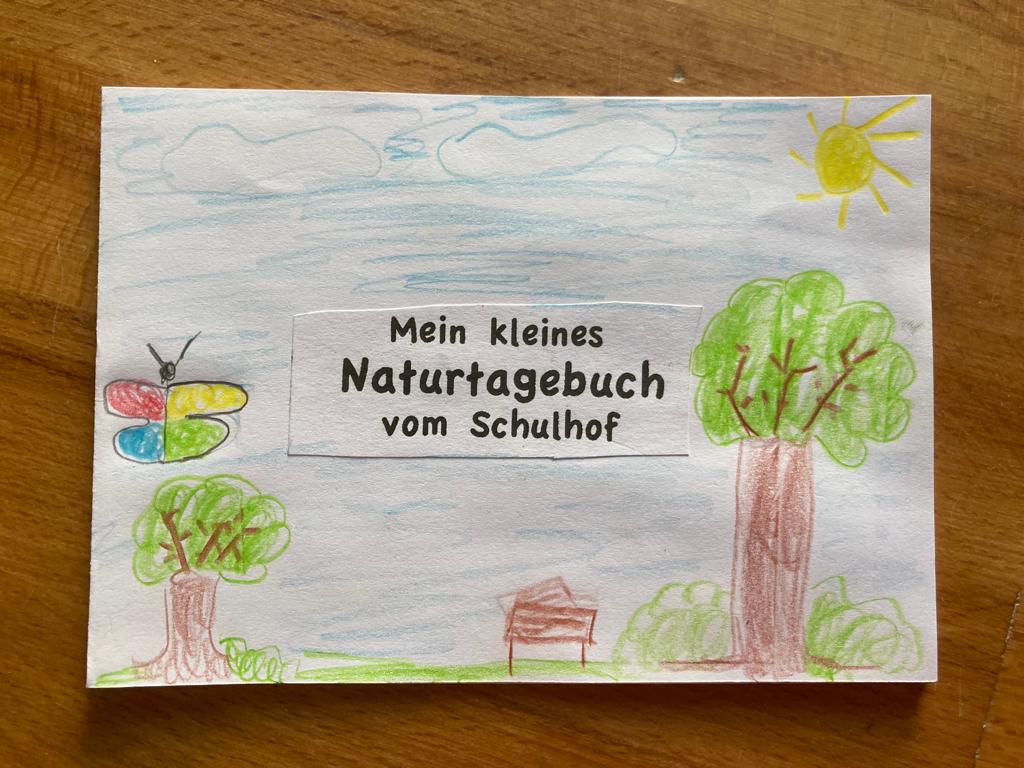 Mein kleines
Naturtagebuch
vom Schulhof